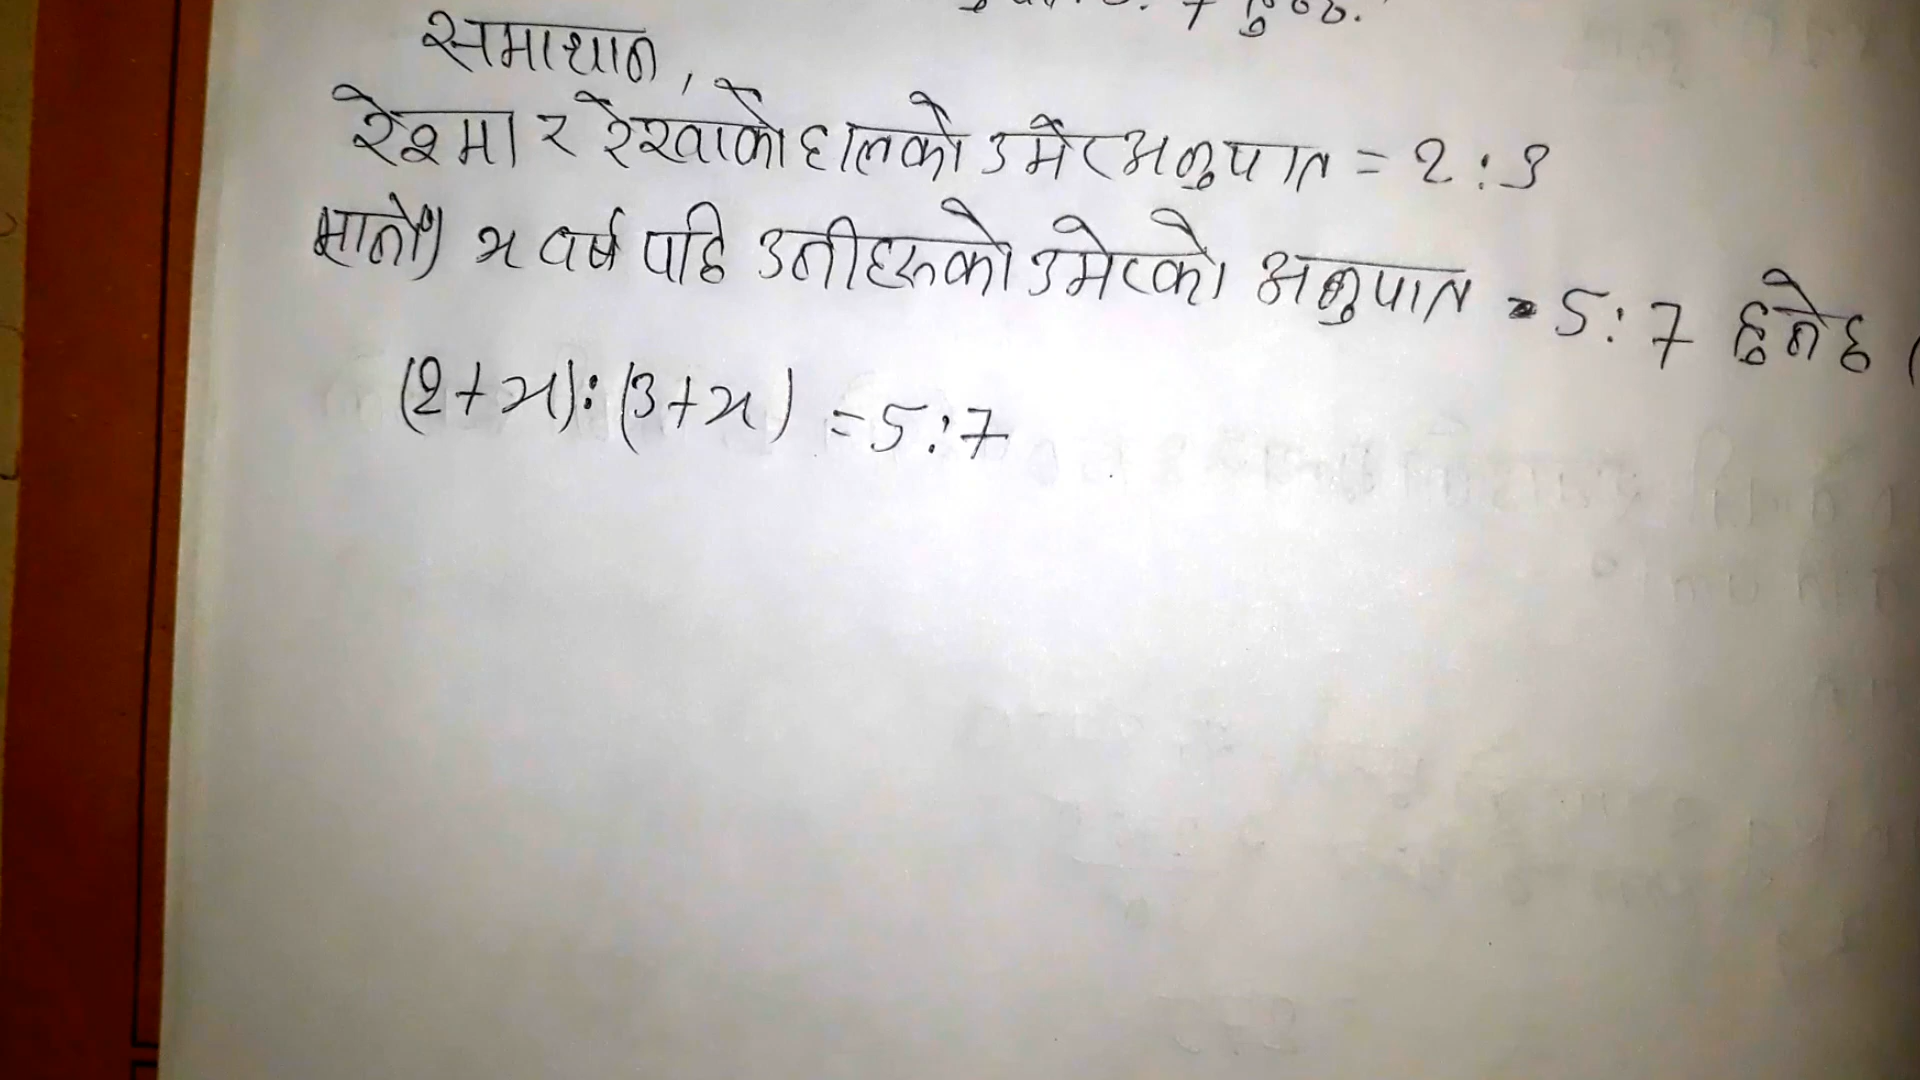 समाधान,
रेश्मा र रेखाको हालको उमेर अनुपात = 2 : 3
मानौ x वर्ष पछि उनीहरूको उमेरको अनुपात = 5 : 7 हुनेछ ।
(2+x) : (3+x) = 5 : 7